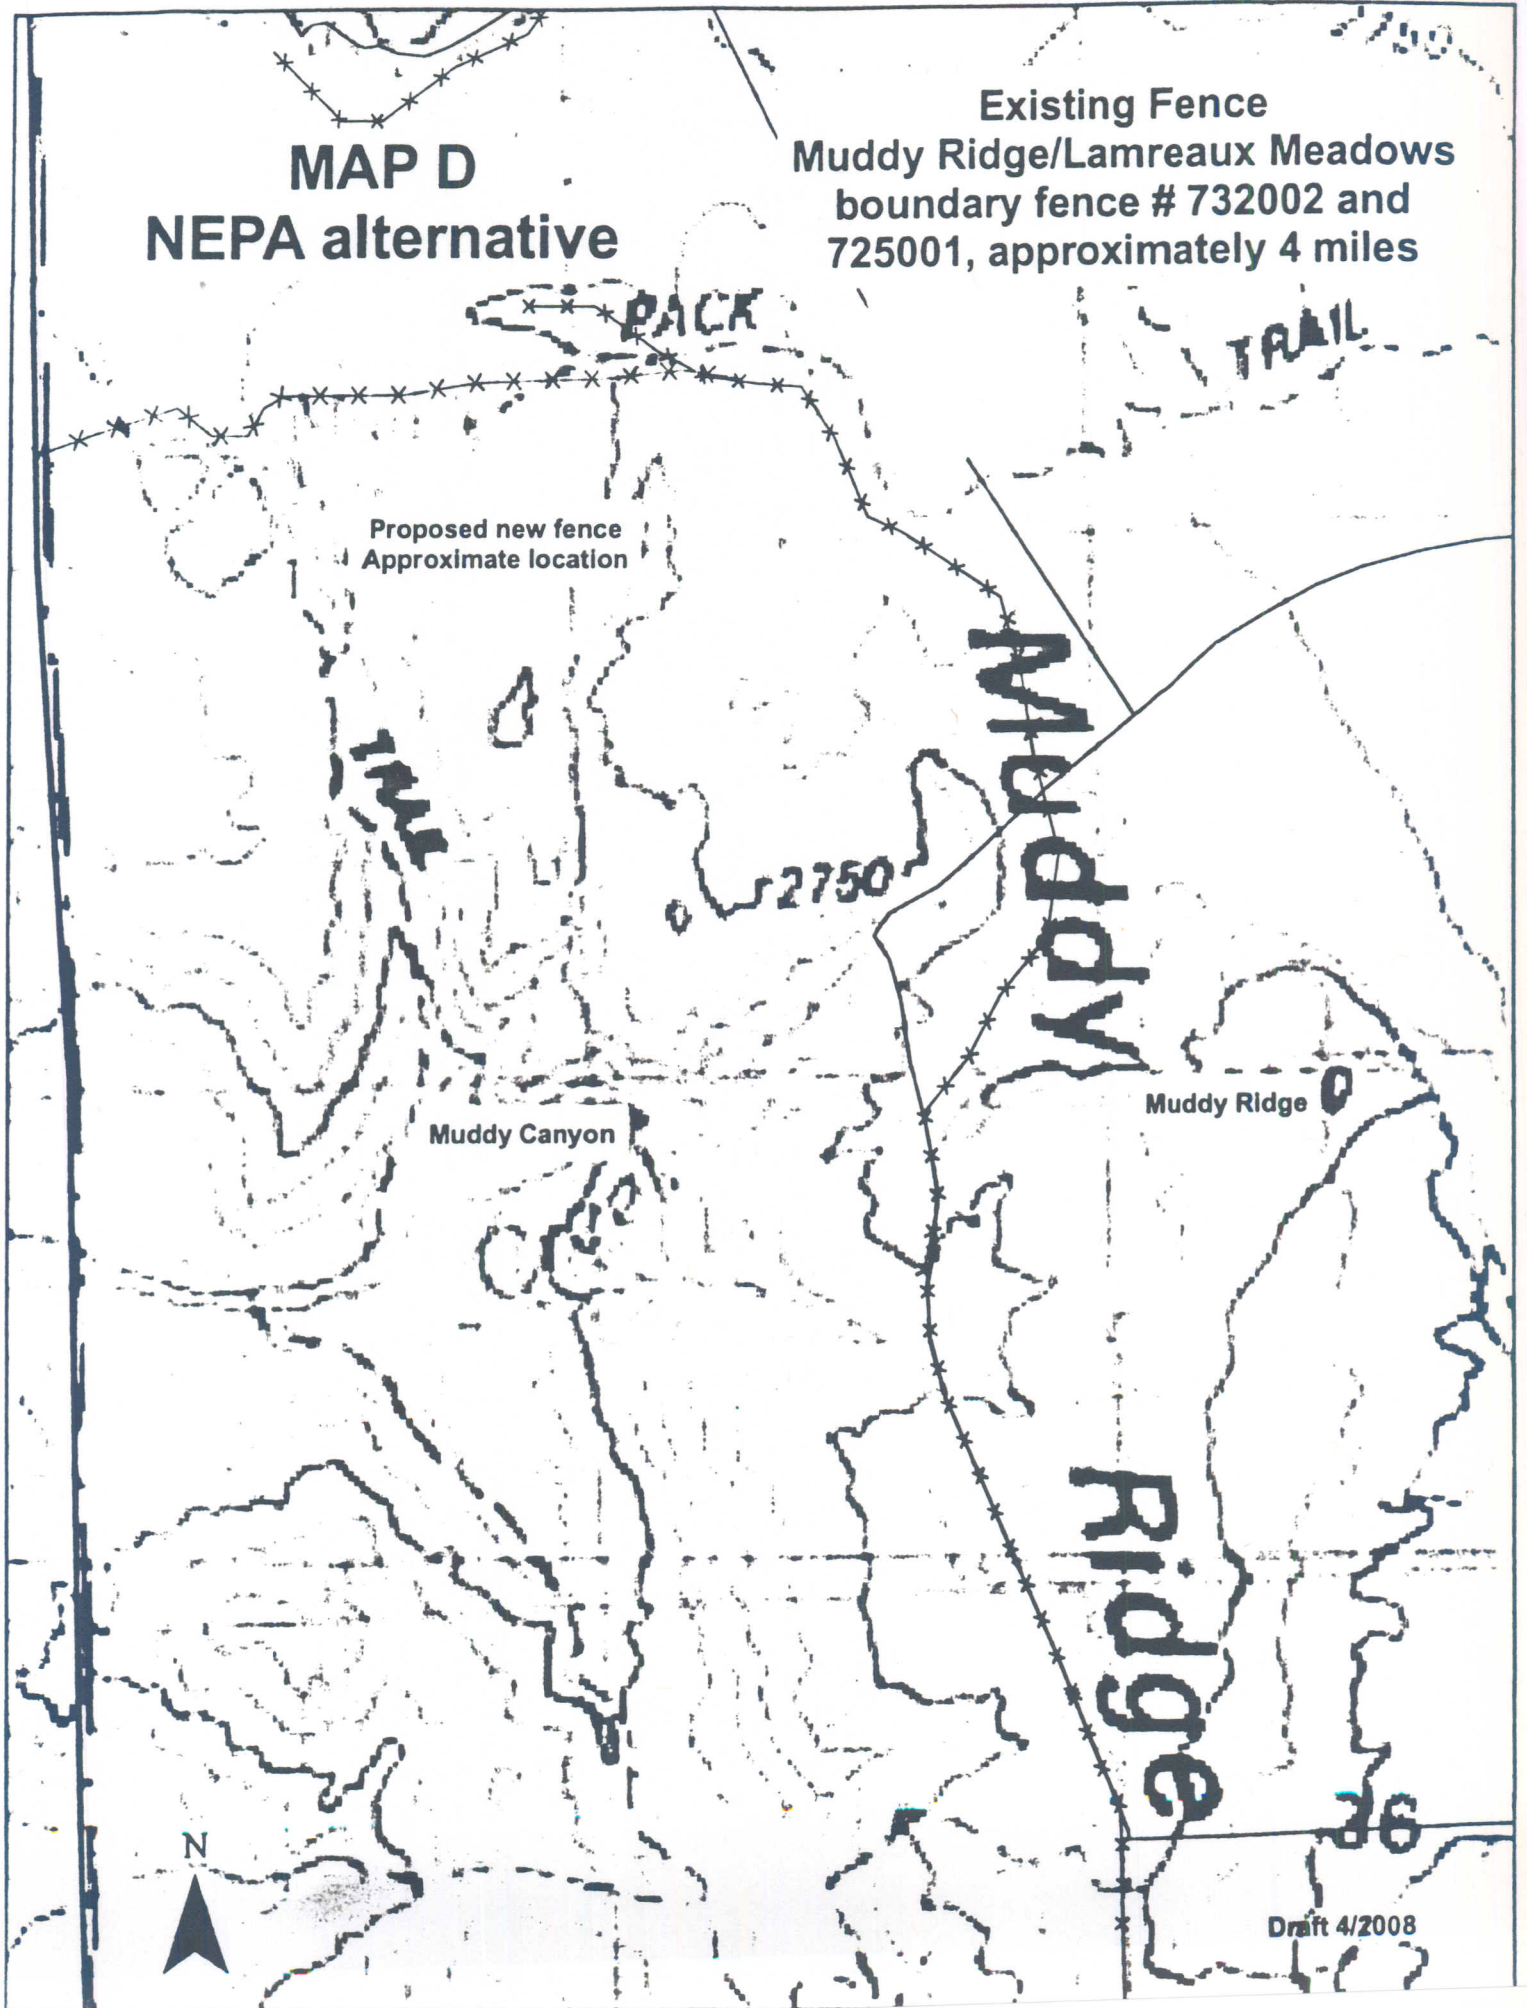 MAP D
NEPA alternative
Existing Fence
Muddy Ridge/Lamreaux Meadows
boundary fence # 732002 and
725001, approximately 4 miles
PACK
TRAIL
Proposed new fence
Approximate location
Muddy
2750
Muddy Ridge
Muddy Canyon
Ridge
36
N
Draft 4/2008